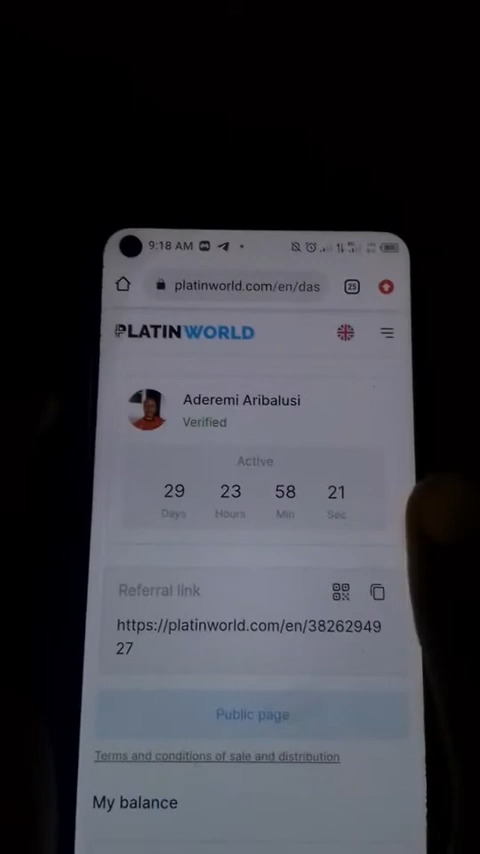 9:18 AM
platinworld.com/en/das
25
PLATINWORLD
Aderemi Aribalusi
Verified
Active
29 23 58 21
Days Hours Min Sec
Referral link
https://platinworld.com/en/38262949
27
Public page
Terms and conditions of sale and distribution
My balance